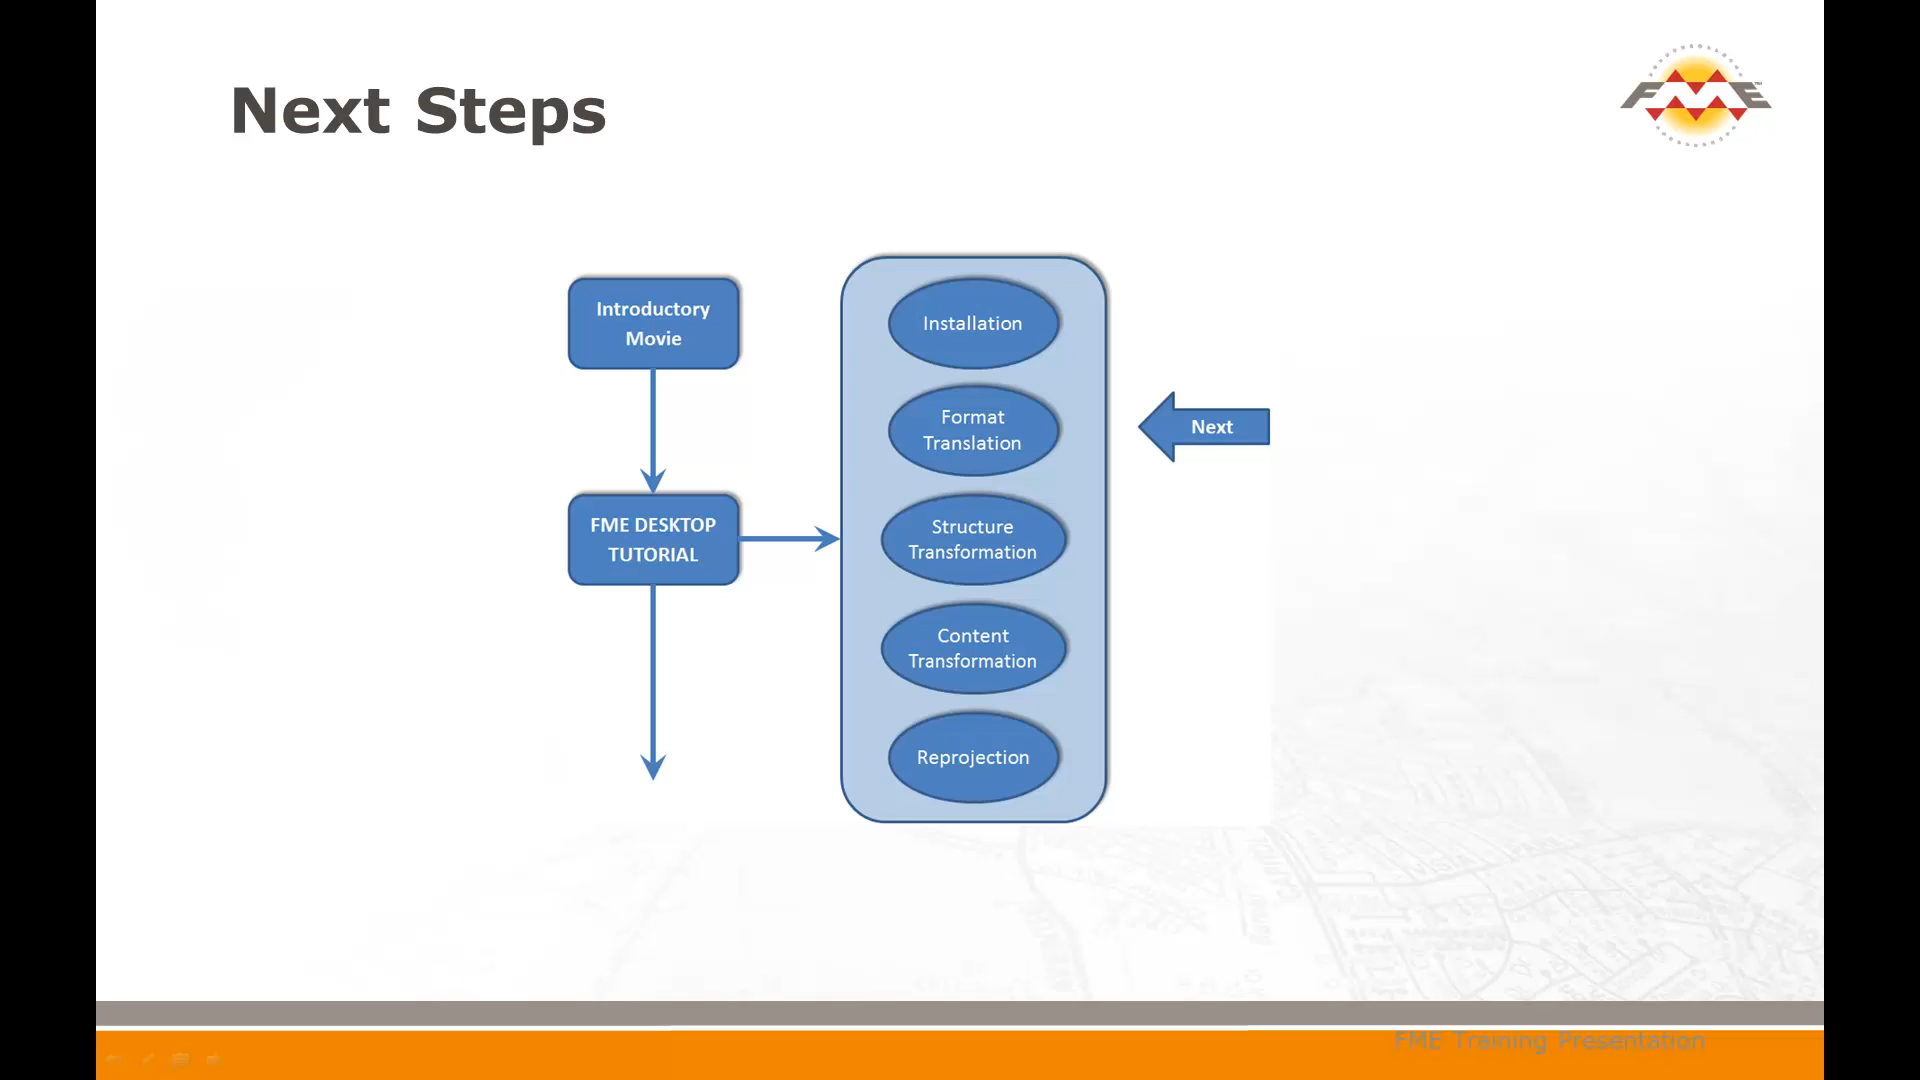 Next Steps
FME
Introductory
Movie
FME DESKTOP
TUTORIAL
Installation
Format
Translation
Structure
Transformation
Content
Transformation
Reprojection
Next
FME Training Presentation